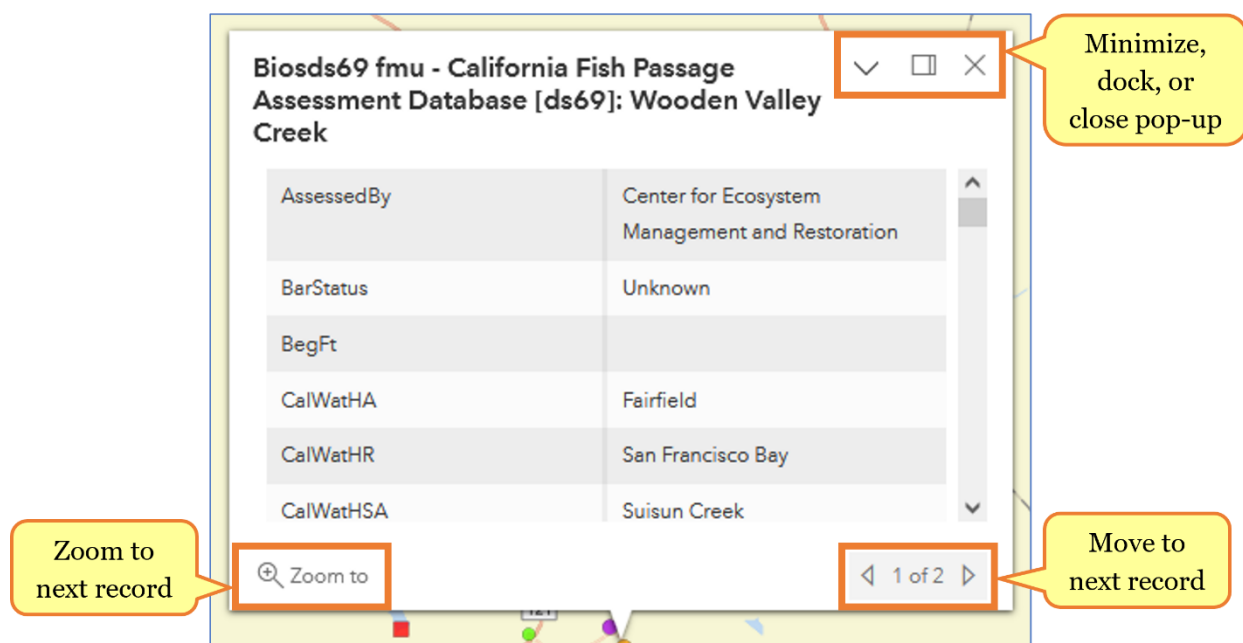 Biosds69 fmu - California Fish Passage
Assessment Database [ds69]: Wooden Valley
Creek
Minimize,
dock, or
close pop-up
AssessedBy
Center for Ecosystem
Management and Restoration
BarStatus
Unknown
BegFt
CalWatHA
Fairfield
CalWatHR
San Francisco Bay
CalWatHSA
Suisun Creek
Zoom to
next record
Zoom to
1 of 2
Move to
next record
121